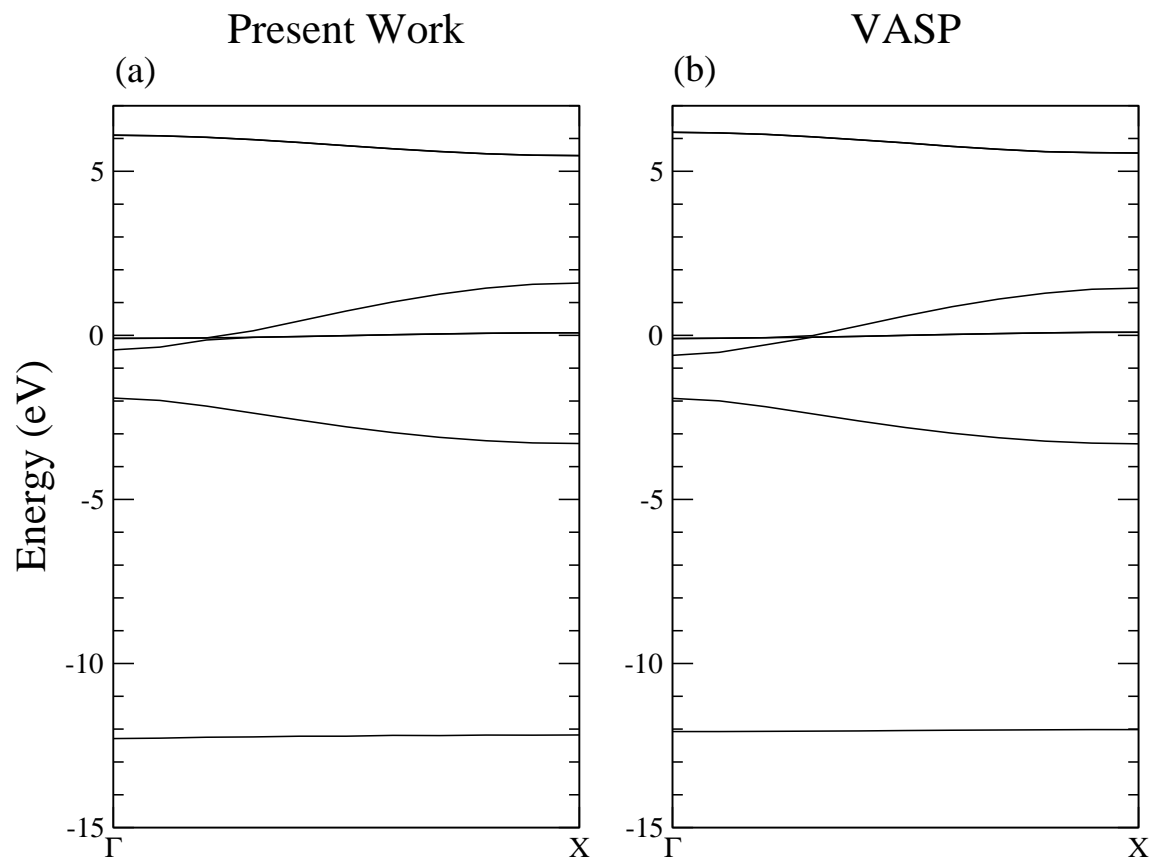 Present Work VASP
(a) (b)
5 5
0 0
-5 -5
-10 -10
-15 -15
Γ X Γ X
Energy (eV)